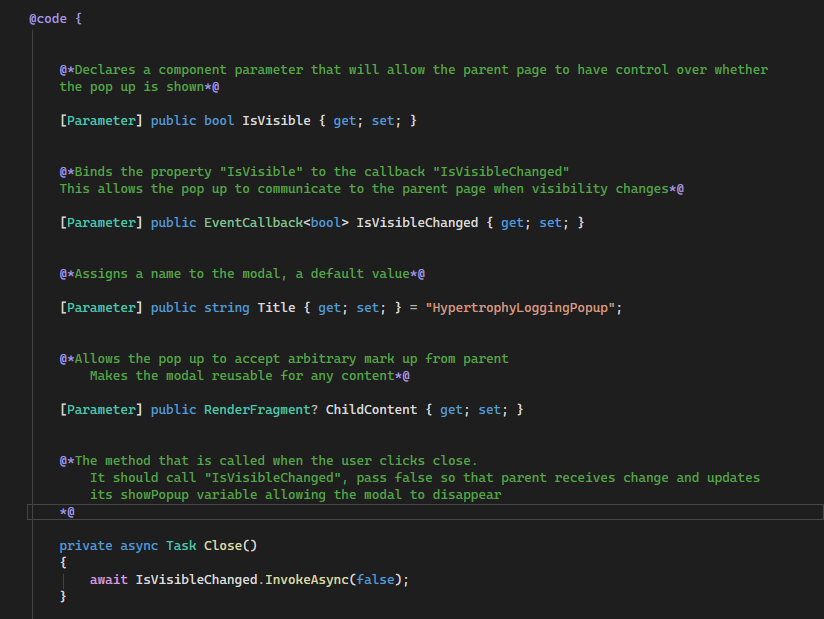 @code {
@*Declares a component parameter that will allow the parent page to have control over whether
the pop up is shown*@
[Parameter] public bool IsVisible { get; set; }
@*Binds the property "IsVisible" to the callback "IsVisibleChanged"
This allows the pop up to communicate to the parent page when visibility changes*@
[Parameter] public EventCallback<bool> IsVisibleChanged { get; set; }
@*Assigns a name to the modal, a default value*@
[Parameter] public string Title { get; set; } = "HypertrophyLoggingPopup";
@*Allows the pop up to accept arbitrary mark up from parent
Makes the modal reusable for any content*@
[Parameter] public RenderFragment? ChildContent { get; set; }
@*The method that is called when the user clicks close.
It should call "IsVisibleChanged", pass false so that parent receives change and updates
its showPopup variable allowing the modal to disappear
*@
private async Task Close()
{
await IsVisibleChanged.InvokeAsync(false);
}